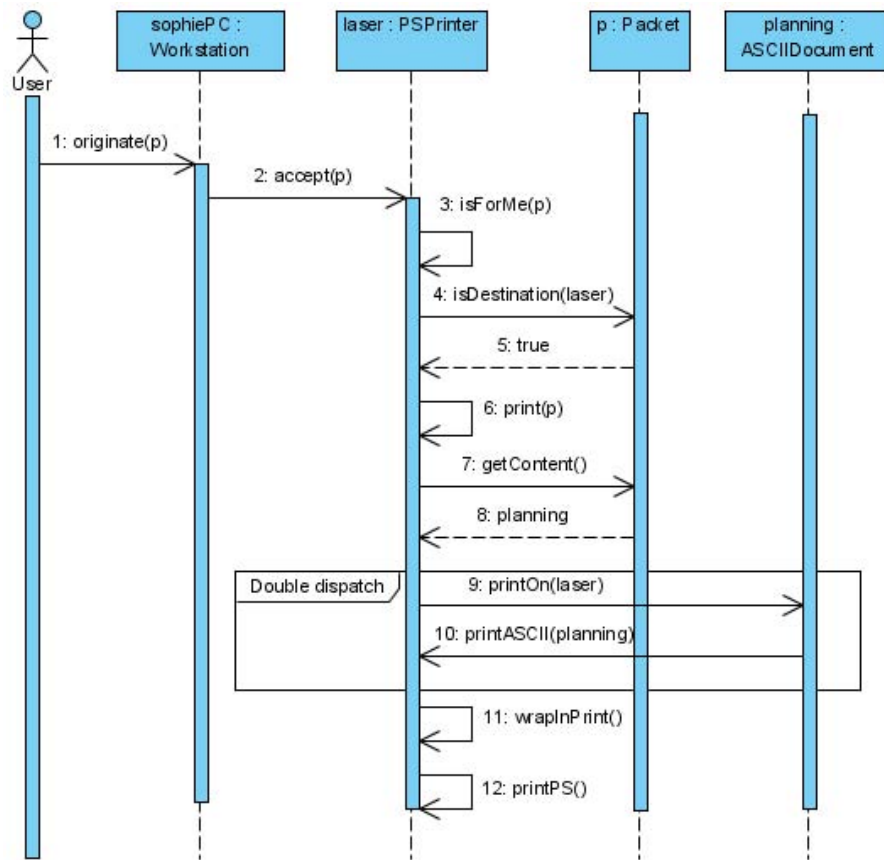 sophiePC :
Workstation
laser : PSPrinter
p : Packet
planning :
ASCIIDocument
User
1: originate(p)
2: accept(p)
3: isForMe(p)
4: isDestination(laser)
5: true
6: print(p)
7: getContent()
8: planning
Double dispatch
9: printOn(laser)
10: printASCII(planning)
11: wrapInPrint()
12: printPS()